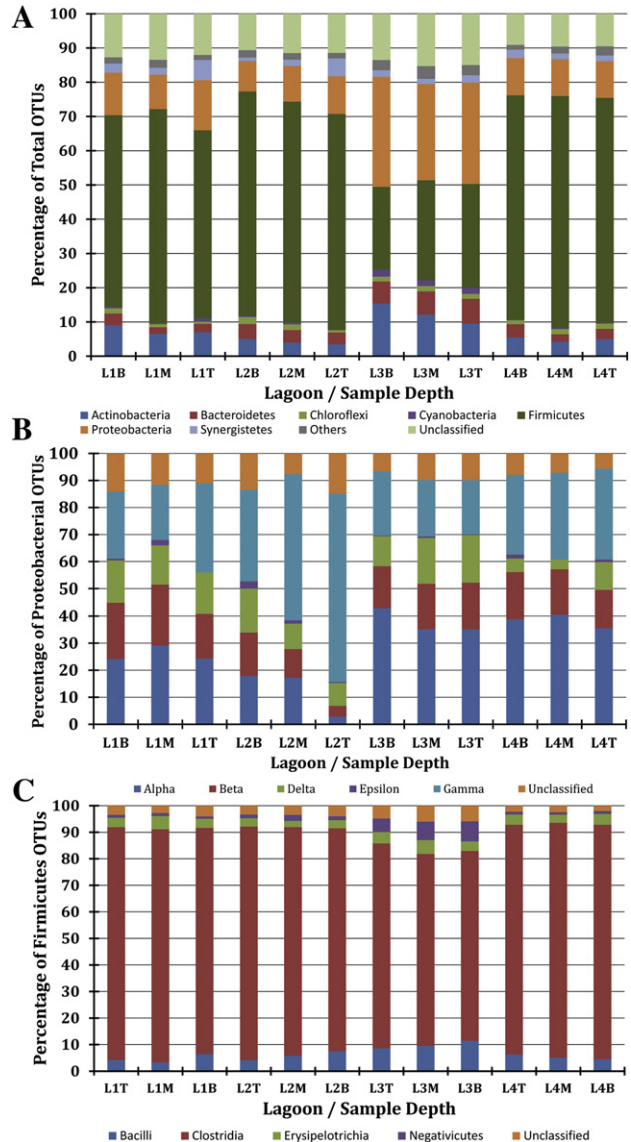 A
Percentage of Total OTUs
100
90
80
70
60
50
40
30
20
10
0
L1B L1M L1T L2B L2M L2T L3B L3M L3T L4B L4M L4T
Lagoon / Sample Depth
Actinobacteria Bacteroidetes Chloroflexi Cyanobacteria Firmicutes
Proteobacteria Synergistetes Others Unclassified
B
Percentage of Proteobacterial OTUs
100
90
80
70
60
50
40
30
20
10
0
L1B L1M L1T L2B L2M L2T L3B L3M L3T L4B L4M L4T
Lagoon / Sample Depth
Alpha Beta Delta Epsilon Gamma Unclassified
C
Percentage of Firmicutes OTUs
100
90
80
70
60
50
40
30
20
10
0
L1T L1M L1B L2T L2M L2B L3T L3M L3B L4T L4M L4B
Lagoon / Sample Depth
Bacilli Clostridia Erysipelotrichia Negativicutes Unclassified